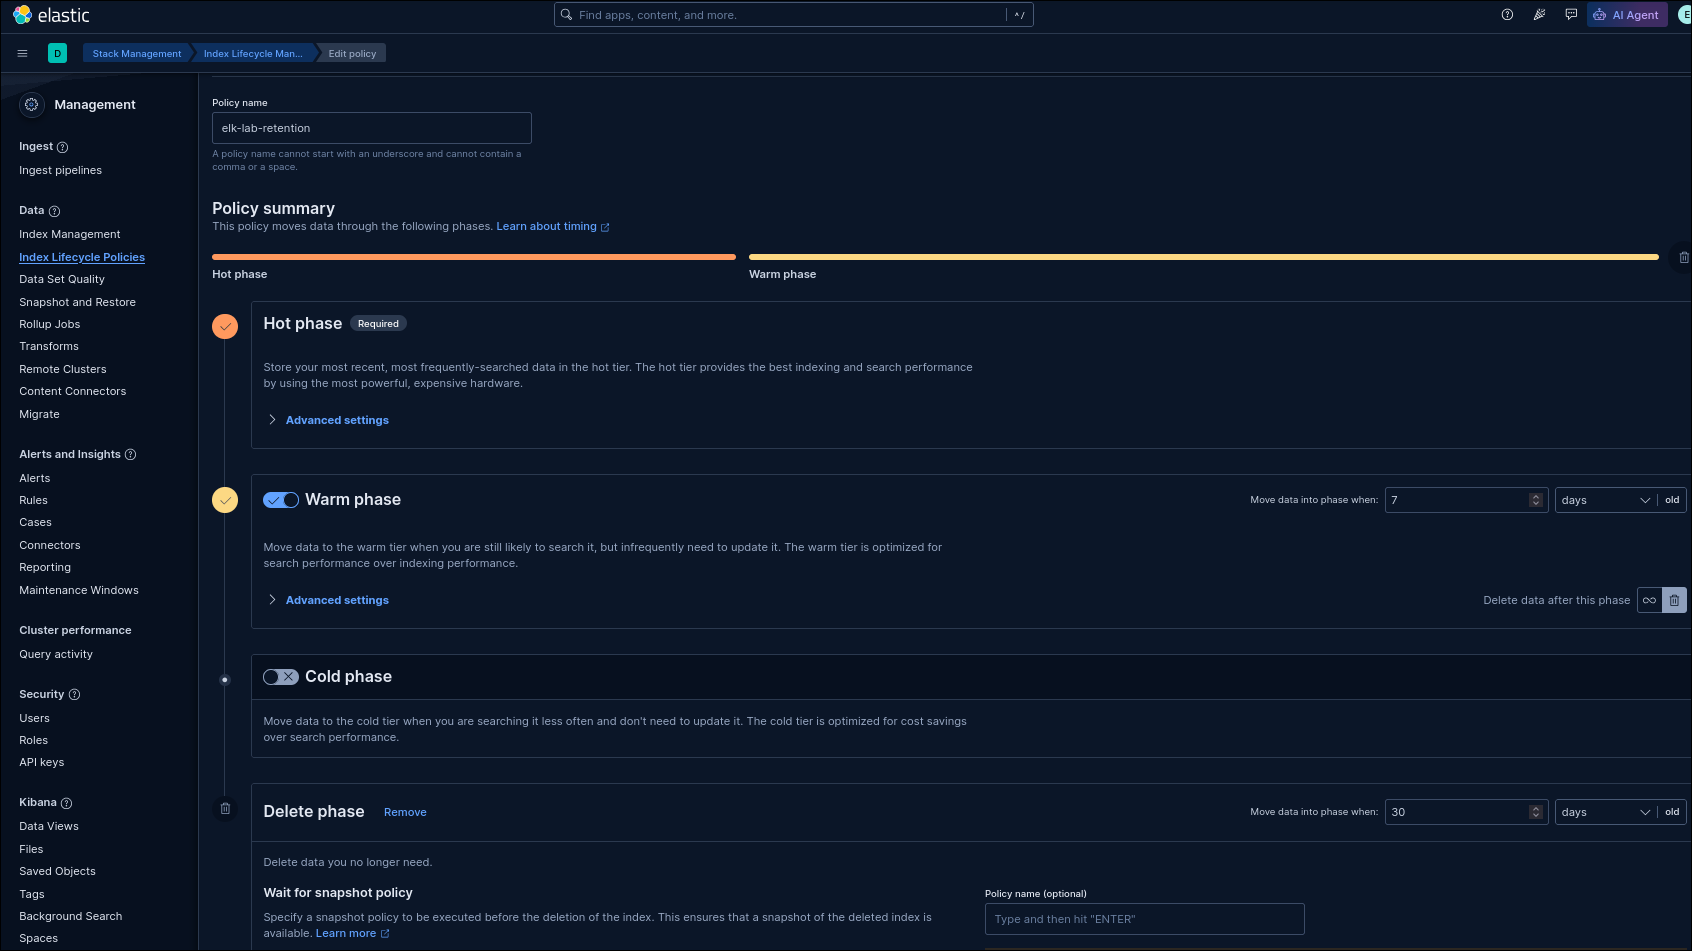 elastic
Find apps, content, and more.
^/
AI Agent
E
D
Stack Management
Index Lifecycle Man...
Edit policy
Management
Ingest
Ingest pipelines
Data
Index Management
Index Lifecycle Policies
Data Set Quality
Snapshot and Restore
Rollup Jobs
Transforms
Remote Clusters
Content Connectors
Migrate
Alerts and Insights
Alerts
Rules
Cases
Connectors
Reporting
Maintenance Windows
Cluster performance
Query activity
Security
Users
Roles
API keys
Kibana
Data Views
Files
Saved Objects
Tags
Background Search
Spaces
Policy name
elk-lab-retention
A policy name cannot start with an underscore and cannot contain a
comma or a space.
Policy summary
This policy moves data through the following phases. Learn about timing
Hot phase
Warm phase
Hot phase Required
Store your most recent, most frequently-searched data in the hot tier. The hot tier provides the best indexing and search performance
by using the most powerful, expensive hardware.
Advanced settings
Warm phase
Move data into phase when: 7 days old
Move data to the warm tier when you are still likely to search it, but infrequently need to update it. The warm tier is optimized for
search performance over indexing performance.
Advanced settings
Delete data after this phase
Cold phase
Move data to the cold tier when you are searching it less often and don't need to update it. The cold tier is optimized for cost savings
over search performance.
Delete phase Remove
Move data into phase when: 30 days old
Delete data you no longer need.
Wait for snapshot policy
Specify a snapshot policy to be executed before the deletion of the index. This ensures that a snapshot of the deleted index is
available. Learn more
Policy name (optional)
Type and then hit "ENTER"